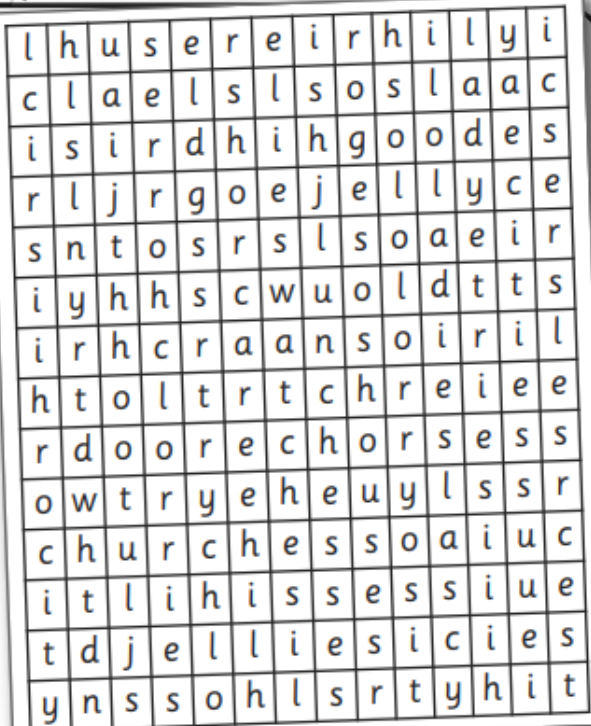 l h u s e r e i r h i l y i
c l a e l s l s o s l a a c
i s i r d h i h g o o d e s
r l j r g o e j e l l y c e
s n t o s r s l s o a e i r
i y h h s c w u o l d t t s
i r h c r a a n s o i r i l
h t o l t r t c h r e i e e
r d o o r e c h o r s e s s
o w t r y e h e u y l s s r
c h u r c h e s s o a i u c
i t l i h i s s e s s i u e
t d j e l l i e s i c i e s
y n s s o h l s r t y h i t